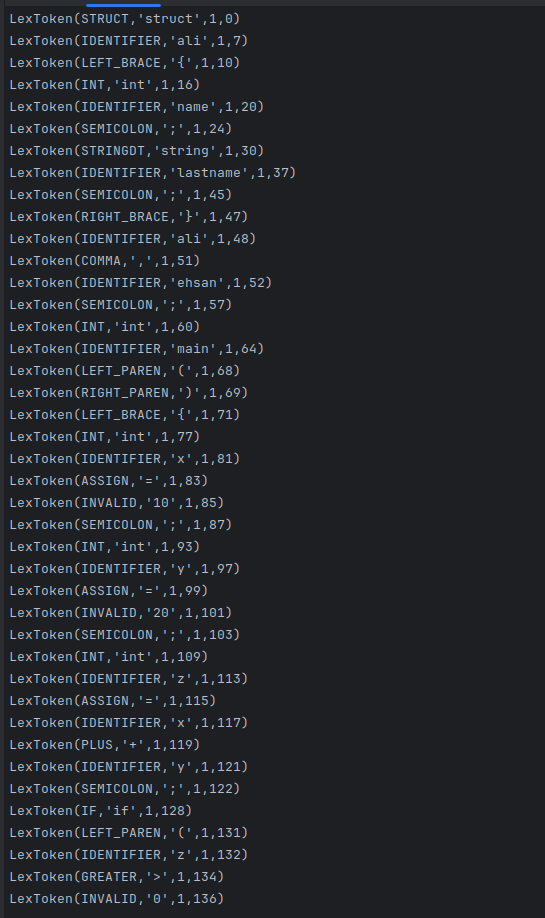 LexToken(STRUCT,'struct',1,0)
LexToken(IDENTIFIER,'ali',1,7)
LexToken(LEFT_BRACE,'{',1,10)
LexToken(INT,'int',1,16)
LexToken(IDENTIFIER,'name',1,20)
LexToken(SEMICOLON,';',1,24)
LexToken(STRINGDT,'string',1,30)
LexToken(IDENTIFIER,'lastname',1,37)
LexToken(SEMICOLON,';',1,45)
LexToken(RIGHT_BRACE,'}',1,47)
LexToken(IDENTIFIER,'ali',1,48)
LexToken(COMMA,',',1,51)
LexToken(IDENTIFIER,'ehsan',1,52)
LexToken(SEMICOLON,';',1,57)
LexToken(INT,'int',1,60)
LexToken(IDENTIFIER,'main',1,64)
LexToken(LEFT_PAREN,'(',1,68)
LexToken(RIGHT_PAREN,')',1,69)
LexToken(LEFT_BRACE,'{',1,71)
LexToken(INT,'int',1,77)
LexToken(IDENTIFIER,'x',1,81)
LexToken(ASSIGN,'=',1,83)
LexToken(INVALID,'10',1,85)
LexToken(SEMICOLON,';',1,87)
LexToken(INT,'int',1,93)
LexToken(IDENTIFIER,'y',1,97)
LexToken(ASSIGN,'=',1,99)
LexToken(INVALID,'20',1,101)
LexToken(SEMICOLON,';',1,103)
LexToken(INT,'int',1,109)
LexToken(IDENTIFIER,'z',1,113)
LexToken(ASSIGN,'=',1,115)
LexToken(IDENTIFIER,'x',1,117)
LexToken(PLUS,'+',1,119)
LexToken(IDENTIFIER,'y',1,121)
LexToken(SEMICOLON,';',1,122)
LexToken(IF,'if',1,128)
LexToken(LEFT_PAREN,'(',1,131)
LexToken(IDENTIFIER,'z',1,132)
LexToken(GREATER,'>',1,134)
LexToken(INVALID,'0',1,136)